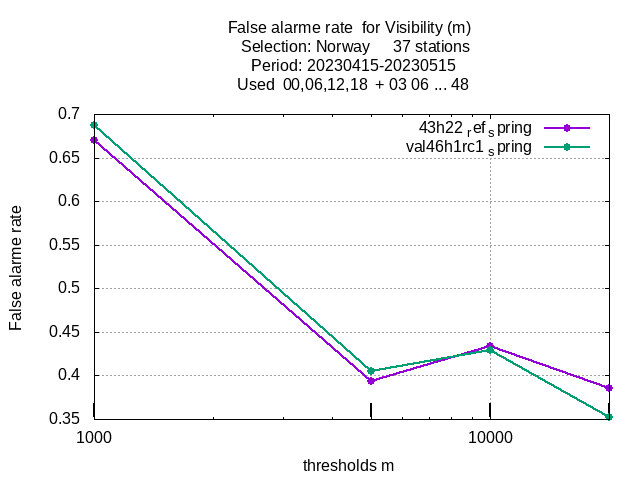 False alarme rate  for Visibility (m)
Selection: Norway     37 stations
Period: 20230415-20230515
Used  00,06,12,18  + 03 06 ... 48
0.7
0.65
0.6
0.55
0.5
0.45
0.4
0.35
False alarme rate
43h22 ref spring
val46h1rc1 spring
1000
10000
thresholds m